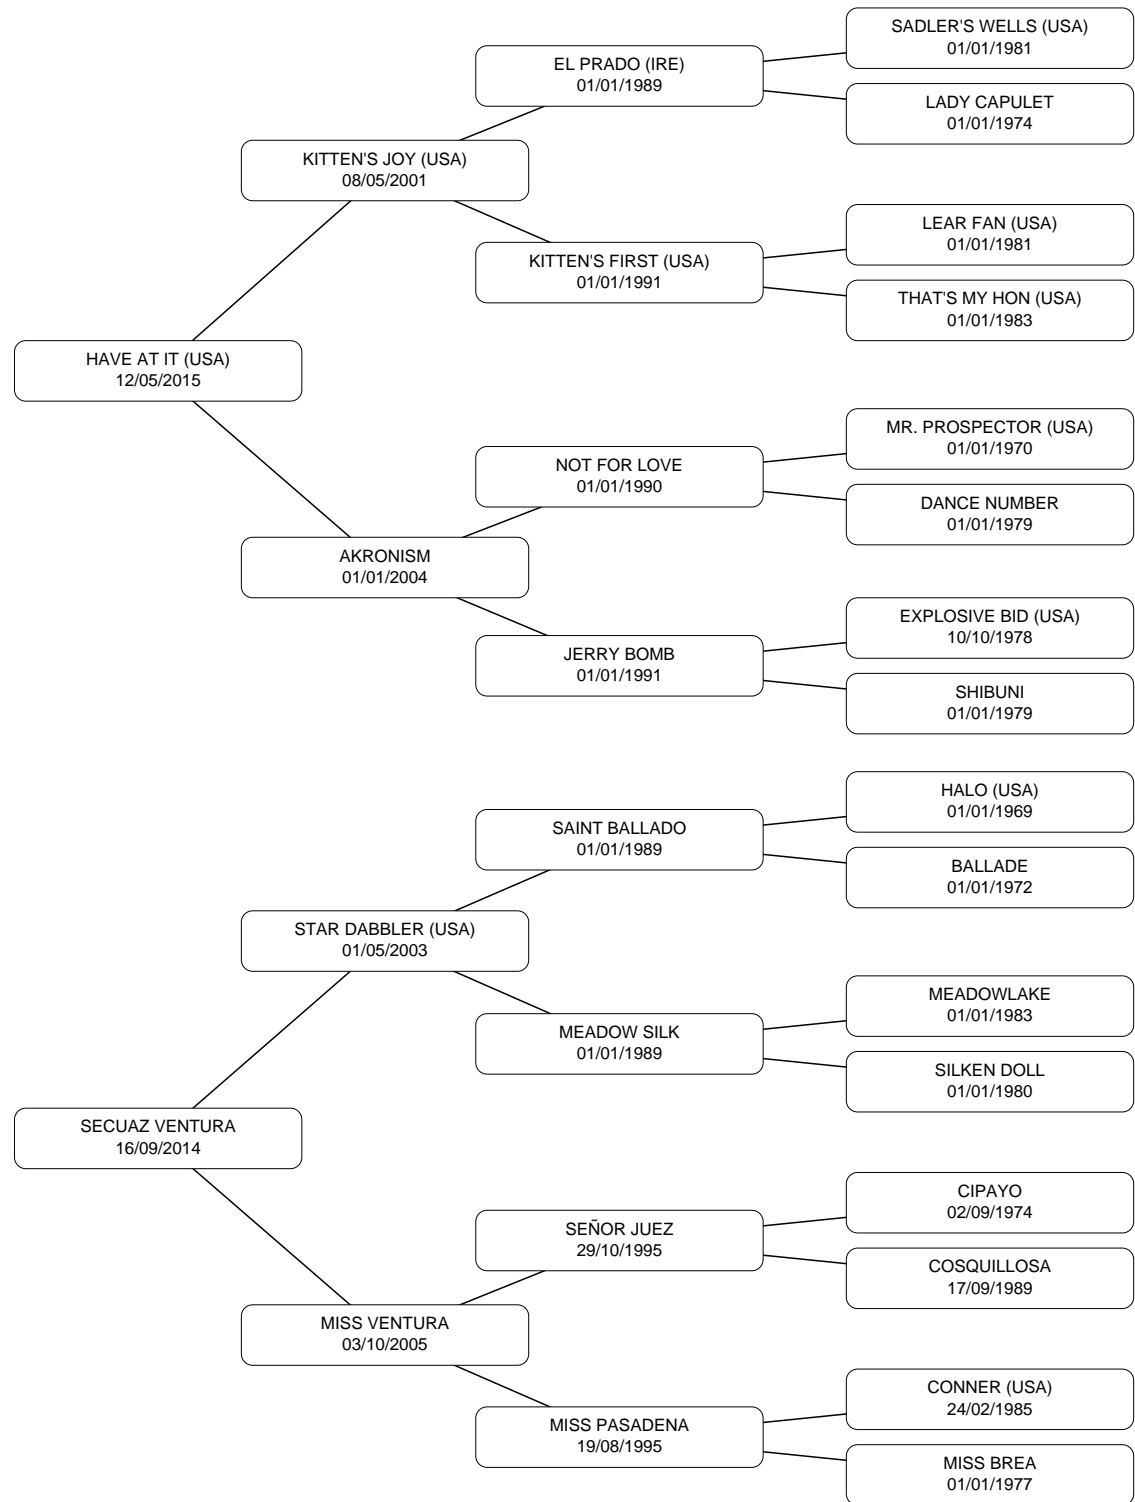 SADLER'S WELLS (USA)
01/01/1981
EL PRADO (IRE)
01/01/1989
LADY CAPULET
01/01/1974
KITTEN'S JOY (USA)
08/05/2001
LEAR FAN (USA)
01/01/1981
KITTEN'S FIRST (USA)
01/01/1991
THAT'S MY HON (USA)
01/01/1983
HAVE AT IT (USA)
12/05/2015
MR. PROSPECTOR (USA)
01/01/1970
NOT FOR LOVE
01/01/1990
DANCE NUMBER
01/01/1979
AKRONISM
01/01/2004
EXPLOSIVE BID (USA)
10/10/1978
JERRY BOMB
01/01/1991
SHIBUNI
01/01/1979
HALO (USA)
01/01/1969
SAINT BALLADO
01/01/1989
BALLADE
01/01/1972
STAR DABBLER (USA)
01/05/2003
MEADOWLAKE
01/01/1983
MEADOW SILK
01/01/1989
SILKEN DOLL
01/01/1980
SECUAZ VENTURA
16/09/2014
CIPAYO
02/09/1974
SEÑOR JUEZ
29/10/1995
COSQUILLOSA
17/09/1989
MISS VENTURA
03/10/2005
CONNER (USA)
24/02/1985
MISS PASADENA
19/08/1995
MISS BREA
01/01/1977